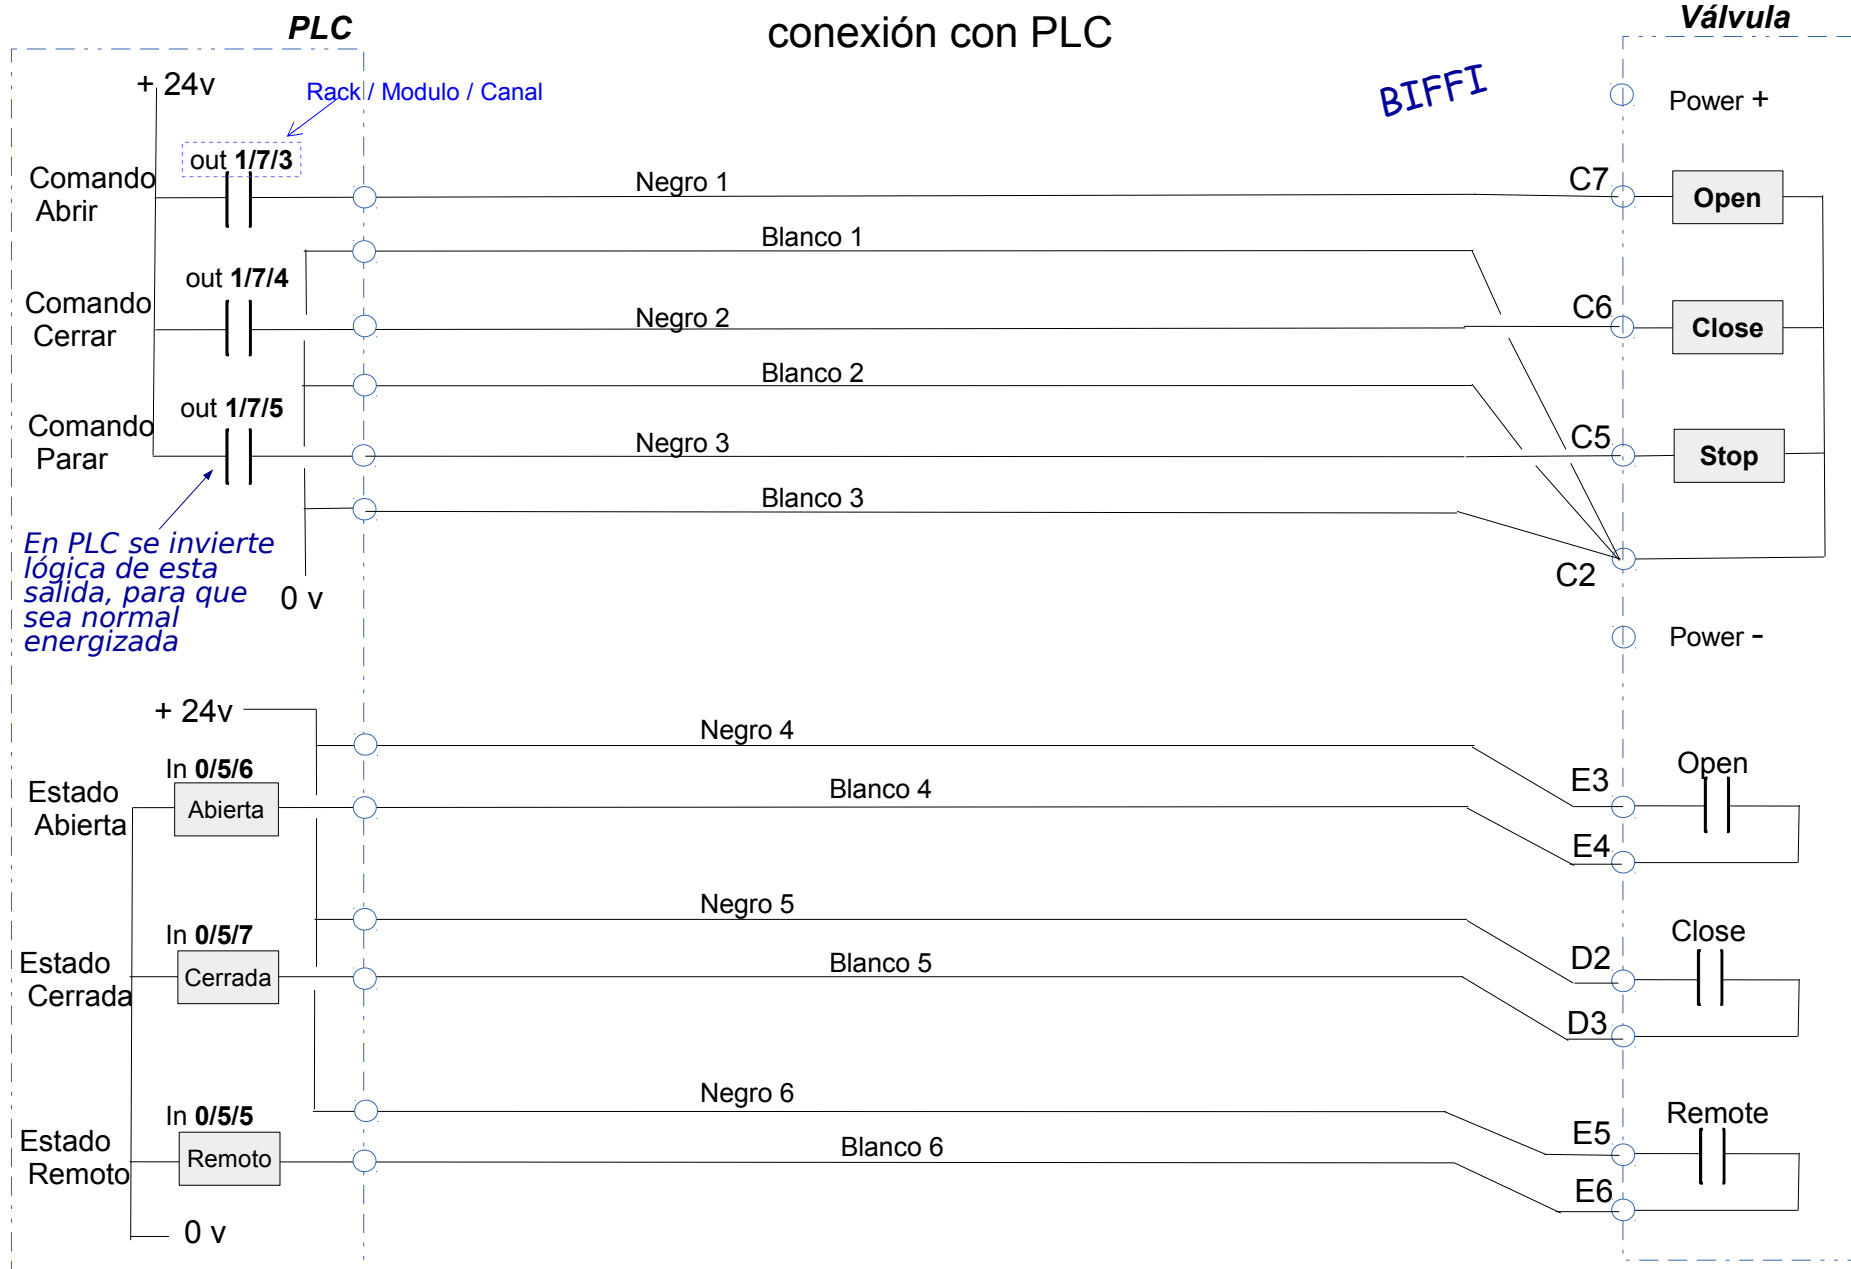 PLC
conexión con PLC
Válvula
+ 24v
Rack / Modulo / Canal
BIFFI
Power +
out 1/7/3
Comando
Abrir
Negro 1
C7
Open
Blanco 1
out 1/7/4
Comando
Cerrar
Negro 2
C6
Close
Blanco 2
out 1/7/5
Comando
Parar
Negro 3
C5
Stop
Blanco 3
En PLC se invierte
lógica de esta
salida, para que
sea normal
energizada
0 v
C2
Power -
+ 24v
Negro 4
In 0/5/6
Open
Estado
Abierta
Abierta
Blanco 4
E3
E4
Negro 5
In 0/5/7
Close
Estado
Cerrada
Cerrada
Blanco 5
D2
D3
Negro 6
In 0/5/5
Remote
Estado
Remoto
Remoto
Blanco 6
E5
E6
0 v